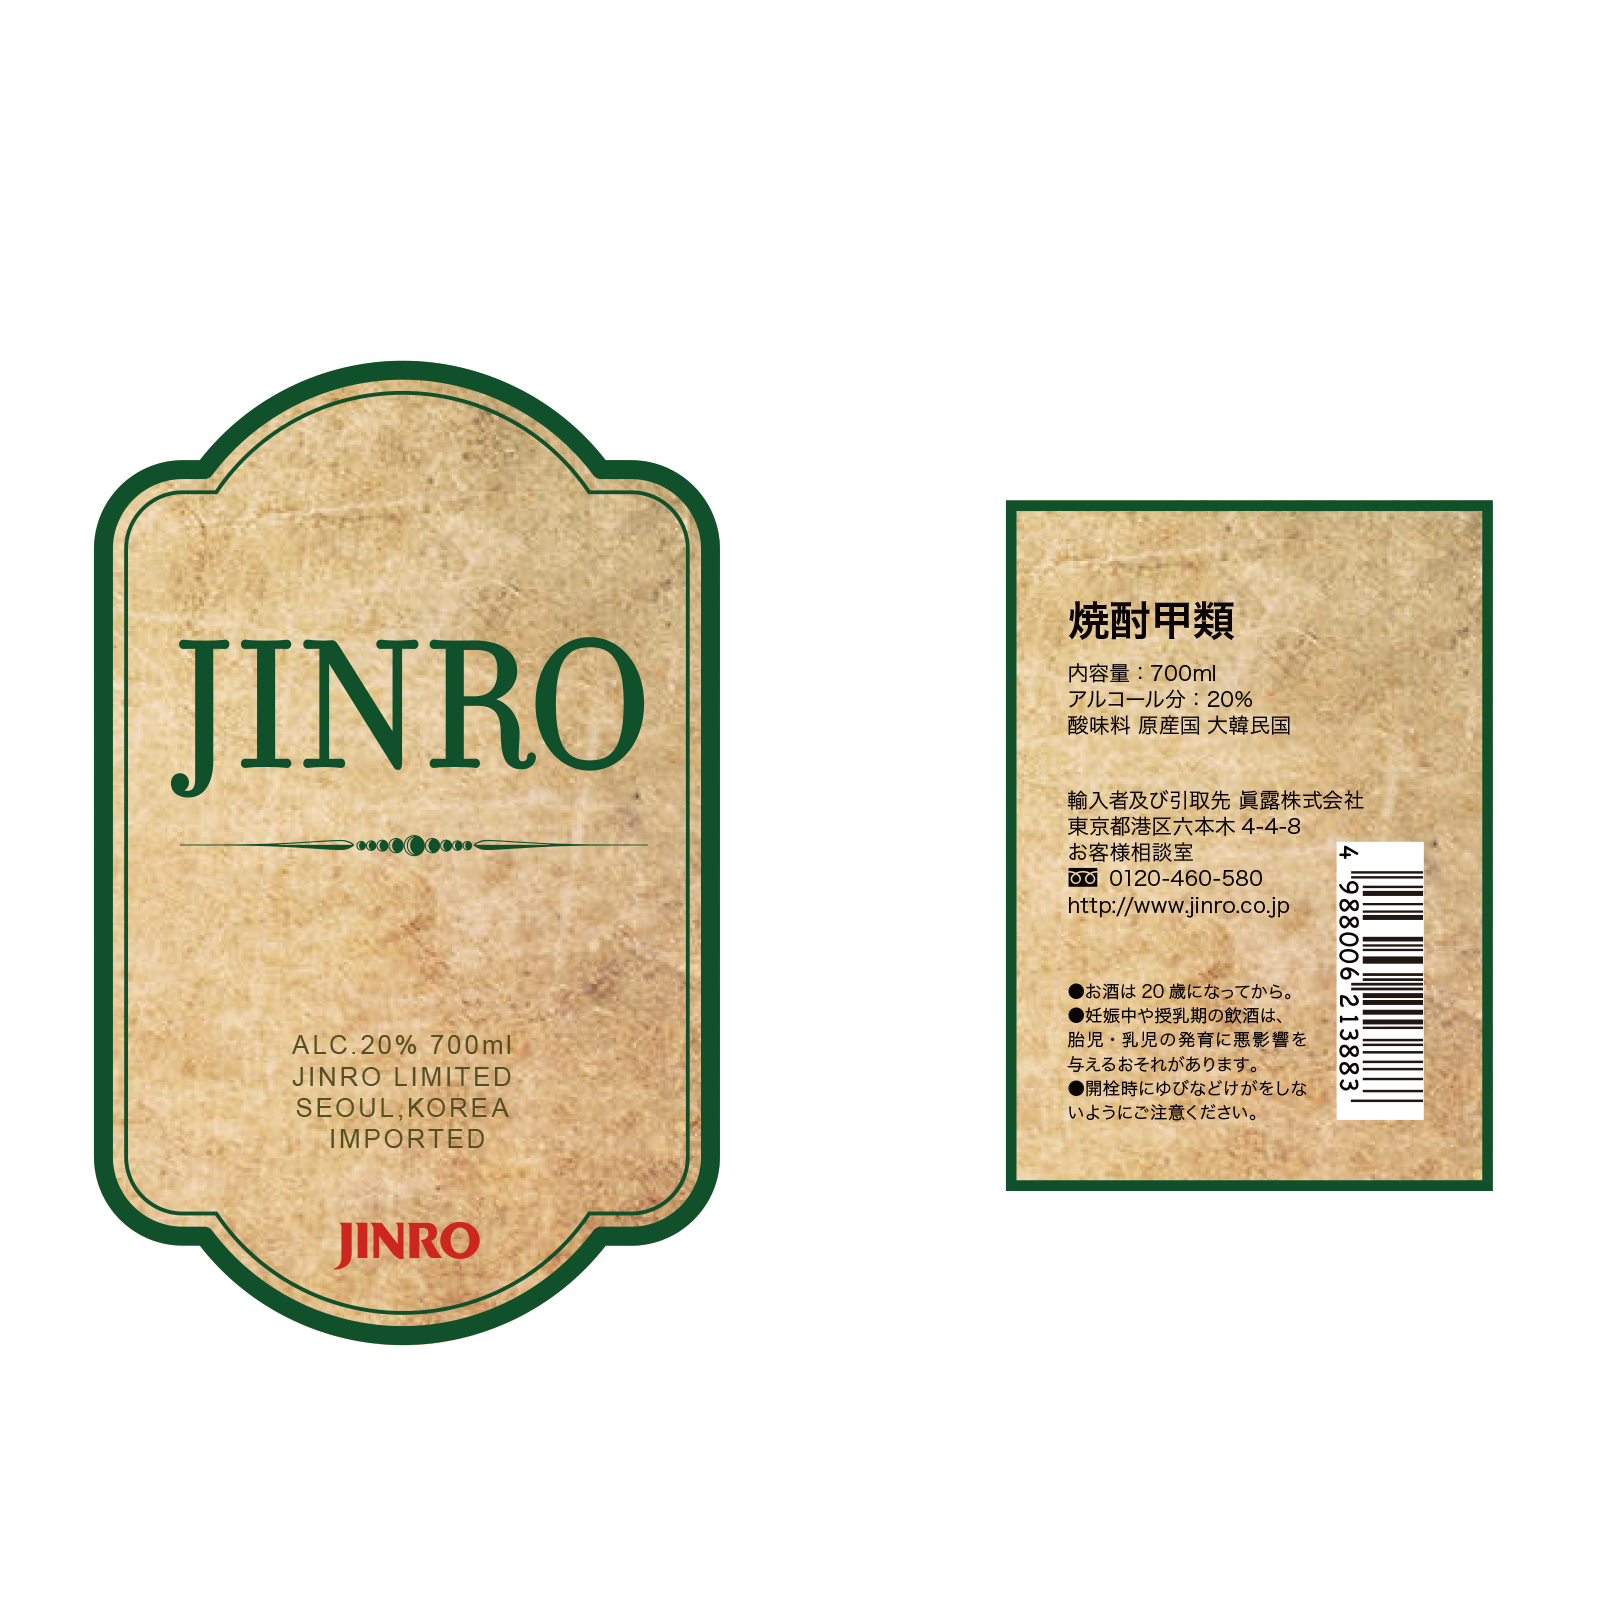 JINRO
ALC.20% 700ml
JINRO LIMITED
SEOUL,KOREA
IMPORTED
JINRO
焼酎甲類
内容量：700ml
アルコール分：20%
酸味料 原産国 大韓民国
輸入者及び引取先 眞露株式会社
東京都港区六本木 4-4-8
お客様相談室
0120-460-580
http://www.jinro.co.jp
●お酒は 20 歳になってから。
●妊娠中や授乳期の飲酒は、
胎児・乳児の発育に悪影響を
与えるおそれがあります。
●開栓時にゆびなどけがをしな
いようにご注意ください。
4 988006 213883